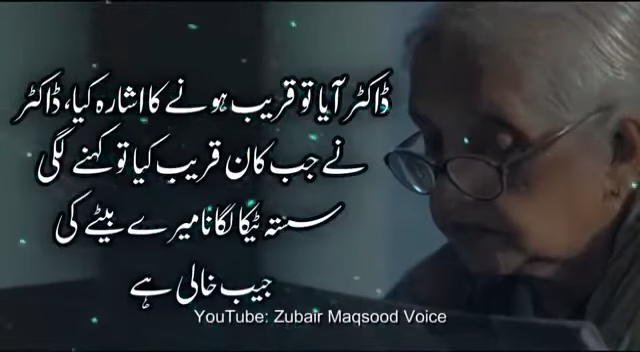 ڈاکٹر آیا تو قریب ہونے کا اشارہ کیا، ڈاکٹر
نے جب کان قریب کیا تو کہنے لگی
سستہ ٹیکا لگانا میرے بیٹے کی
جیب خالی ہے
YouTube: Zubair Maqsood Voice